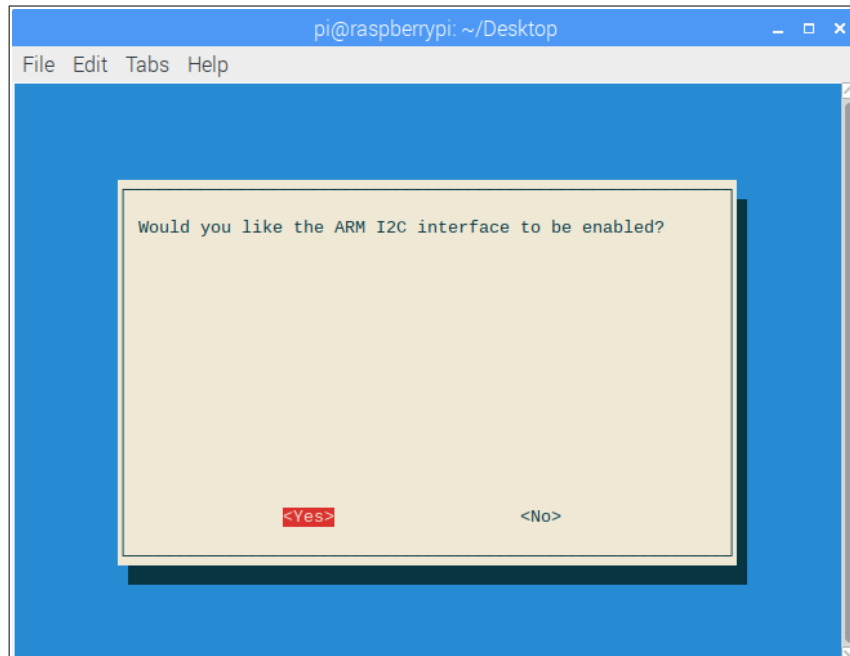 pi@raspberrypi: ~/Desktop
File Edit Tabs Help
Would you like the ARM I2C interface to be enabled?
<Yes> <No>